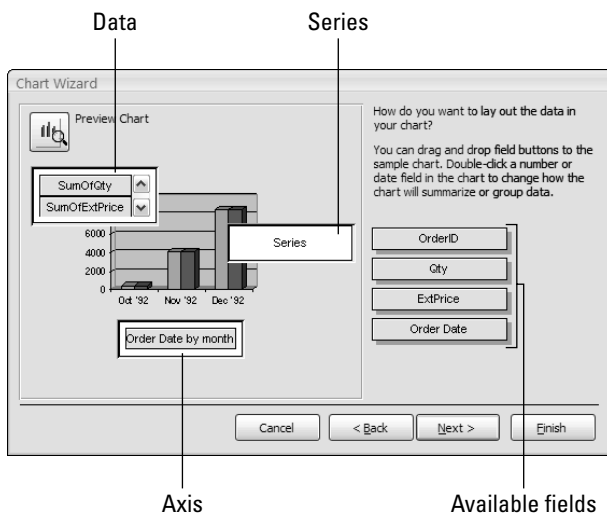 Data
Series
Chart Wizard
Preview Chart
How do you want to lay out the data in
your chart?
You can drag and drop field buttons to the
sample chart. Double-click a number or
date field in the chart to change how the
chart will summarize or group data.
SumOfQty
SumOfExtPrice
6000
4000
2000
0
Oct '92 Nov '92 Dec '92
Series
Order Date by month
OrderID
Qty
ExtPrice
Order Date
Cancel
< Back
Next >
Finish
Axis
Available fields